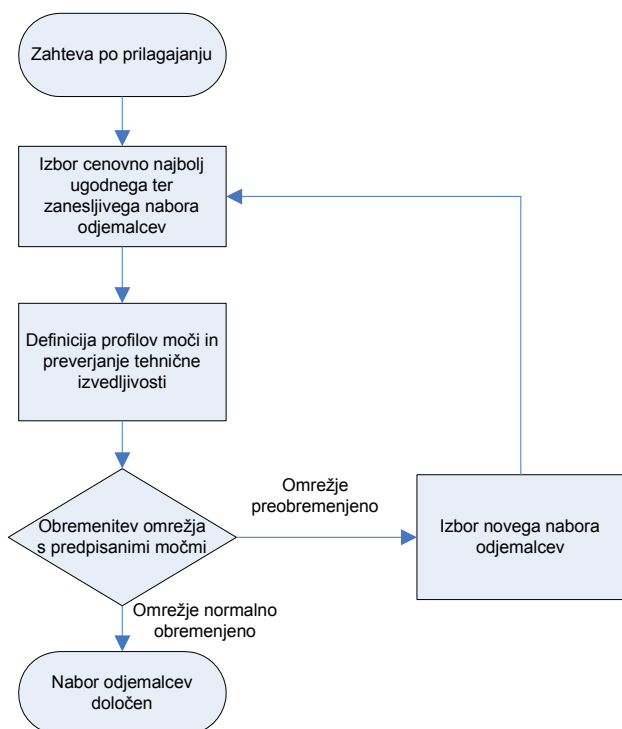 Zahteva po prilagajanju
Izbor cenovno najbolj
ugodnega ter
zanesljivega nabora
odjemalcev
Definicija profilov moči in
preverjanje tehnične
izvedljivosti
Obremenitev omrežja
s predpisanimi močmi
Omrežje
preobremenjeno
Izbor novega nabora
odjemalcev
Omrežje normalno
obremenjeno
Nabor odjemalcev
določen